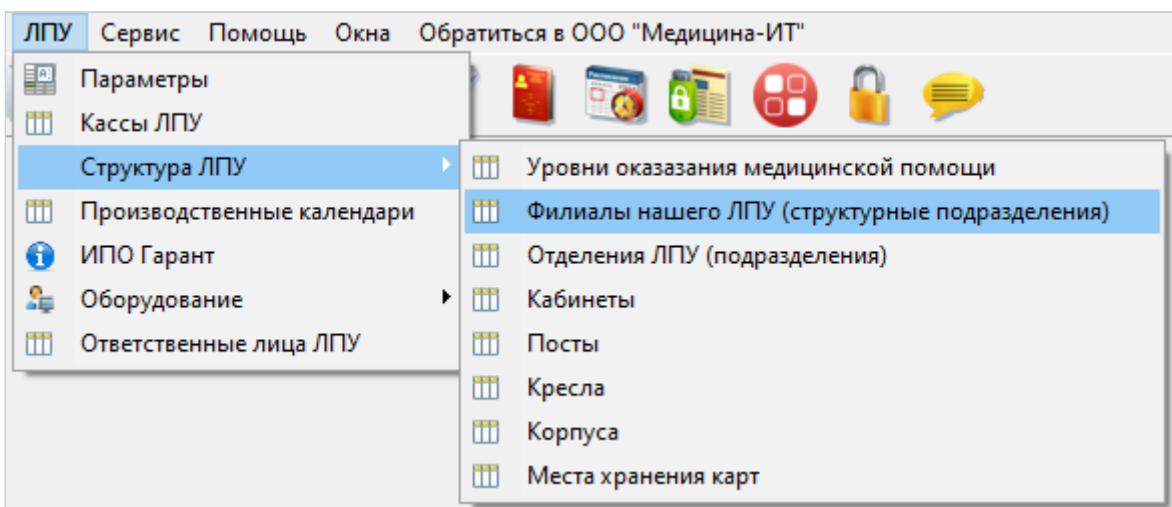 ЛПУ Сервис Помощь Окна Обратиться в ООО "Медицина-ИТ"
Параметры
Кассы ЛПУ
Структура ЛПУ
Производственные календари
ИПО Гарант
Оборудование
Ответственные лица ЛПУ
Уровни оказазания медицинской помощи
Филиалы нашего ЛПУ (структурные подразделения)
Отделения ЛПУ (подразделения)
Кабинеты
Посты
Кресла
Корпуса
Места хранения карт